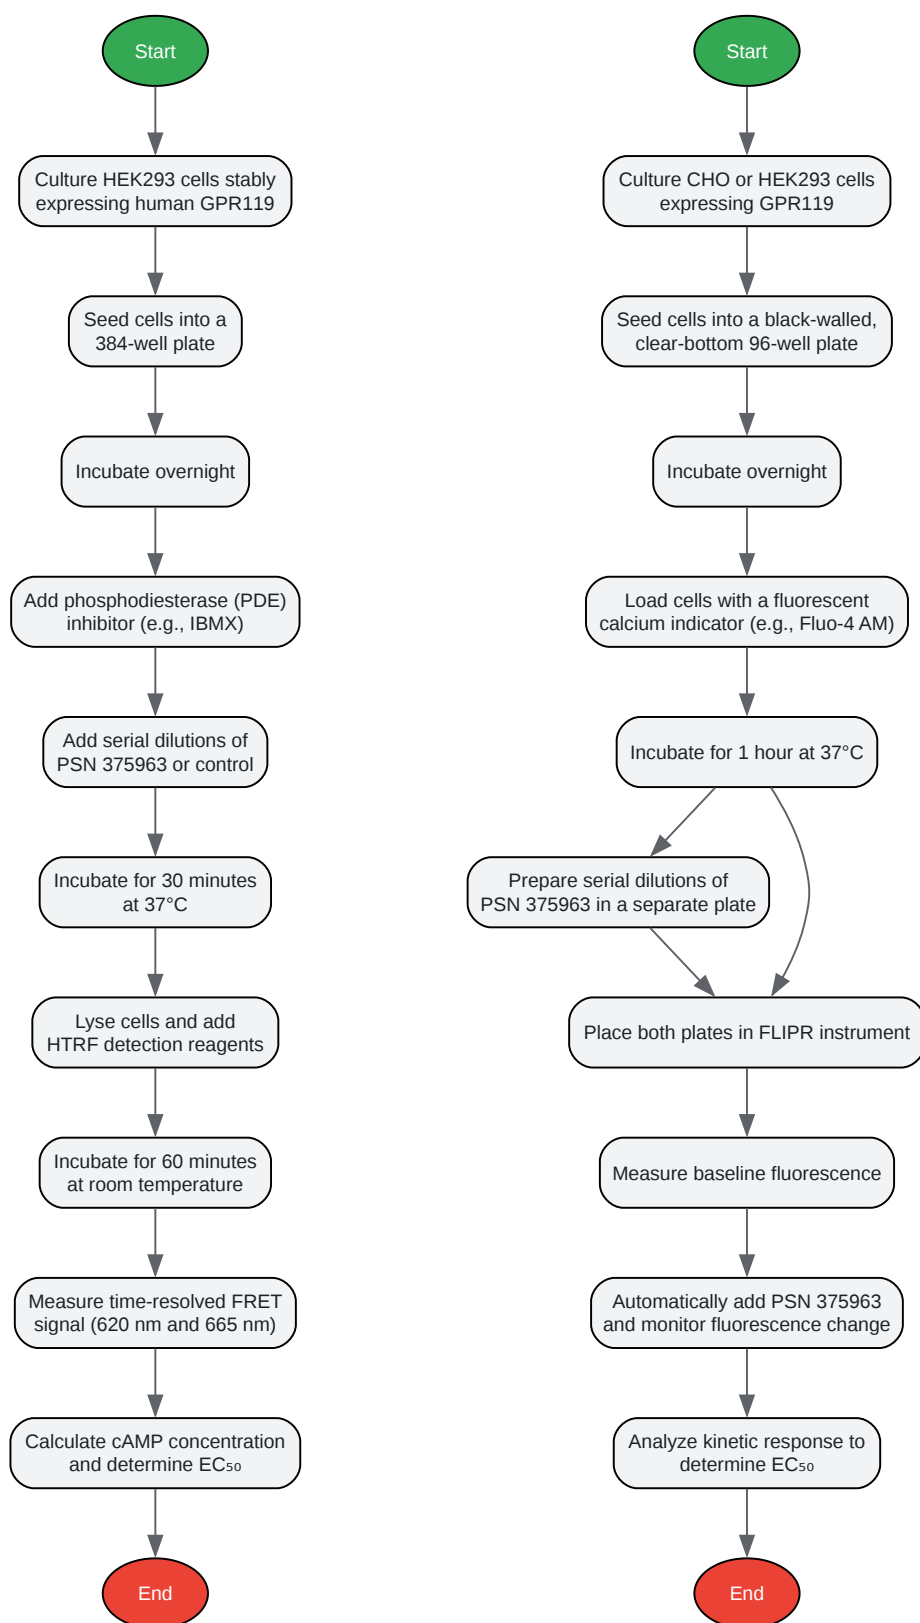 Start
Culture HEK293 cells stably
expressing human GPR119
Seed cells into a
384-well plate
Incubate overnight
Add phosphodiesterase (PDE)
inhibitor (e.g., IBMX)
Add serial dilutions of
PSN 375963 or control
Incubate for 30 minutes
at 37°C
Lyse cells and add
HTRF detection reagents
Incubate for 60 minutes
at room temperature
Measure time-resolved FRET
signal (620 nm and 665 nm)
Calculate cAMP concentration
and determine EC₅₀
End
Start
Culture CHO or HEK293 cells
expressing GPR119
Seed cells into a black-walled,
clear-bottom 96-well plate
Incubate overnight
Load cells with a fluorescent
calcium indicator (e.g., Fluo-4 AM)
Incubate for 1 hour at 37°C
Prepare serial dilutions of
PSN 375963 in a separate plate
Place both plates in FLIPR instrument
Measure baseline fluorescence
Automatically add PSN 375963
and monitor fluorescence change
Analyze kinetic response to
determine EC₅₀
End